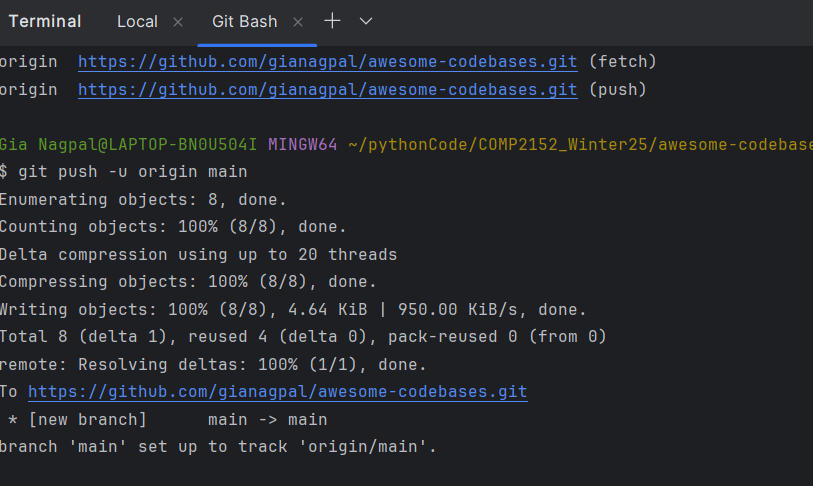 Terminal Local × Git Bash ×
origin https://github.com/gianagpal/awesome-codebases.git (fetch)
origin https://github.com/gianagpal/awesome-codebases.git (push)
Gia Nagpal@LAPTOP-BN0U504I MINGW64 ~/pythonCode/COMP2152_Winter25/awesome-codebase
$ git push -u origin main
Enumerating objects: 8, done.
Counting objects: 100% (8/8), done.
Delta compression using up to 20 threads
Compressing objects: 100% (8/8), done.
Writing objects: 100% (8/8), 4.64 KiB | 950.00 KiB/s, done.
Total 8 (delta 1), reused 4 (delta 0), pack-reused 0 (from 0)
remote: Resolving deltas: 100% (1/1), done.
To https://github.com/gianagpal/awesome-codebases.git
 * [new branch]      main -> main
branch 'main' set up to track 'origin/main'.